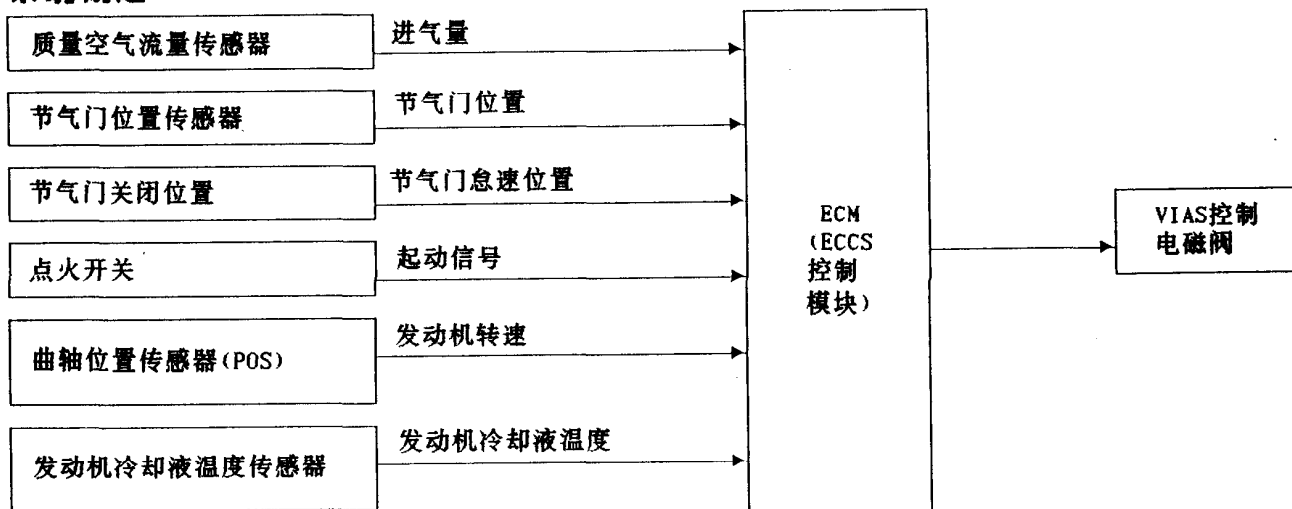 质量空气流量传感器
进气量
节气门位置传感器
节气门位置
节气门关闭位置
节气门怠速位置
点火开关
起动信号
曲轴位置传感器(POS)
发动机转速
发动机冷却液温度传感器
发动机冷却液温度
ECM
(ECCS
控制
模块)
VIAS控制
电磁阀